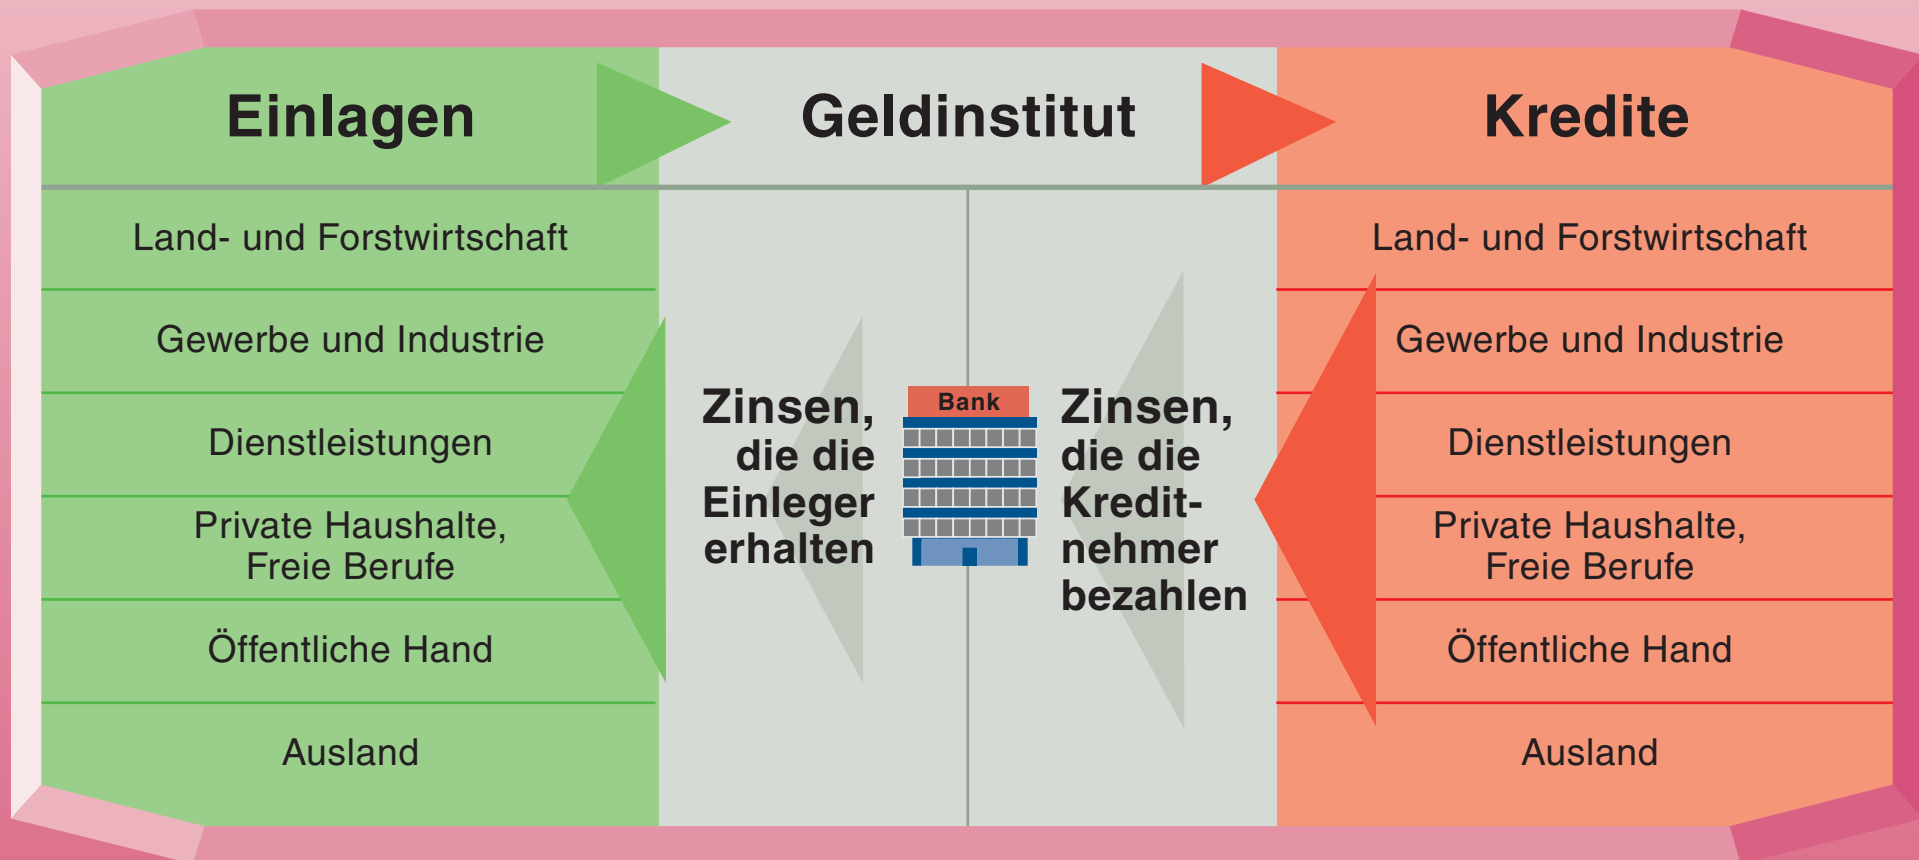 Einlagen
Geldinstitut
Kredite
Land- und Forstwirtschaft
Gewerbe und Industrie
Dienstleistungen
Private Haushalte,
Freie Berufe
Öffentliche Hand
Ausland
Zinsen,
die die
Einleger
erhalten
Bank
Zinsen,
die die
Kredit-
nehmer
bezahlen
Land- und Forstwirtschaft
Gewerbe und Industrie
Dienstleistungen
Private Haushalte,
Freie Berufe
Öffentliche Hand
Ausland